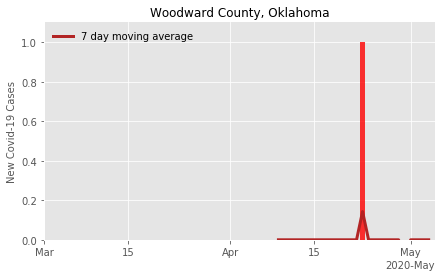 Woodward County, Oklahoma
7 day moving average
New Covid-19 Cases
1.0
0.8
0.6
0.4
0.2
0.0
Mar
15
Apr
15
May
2020-May